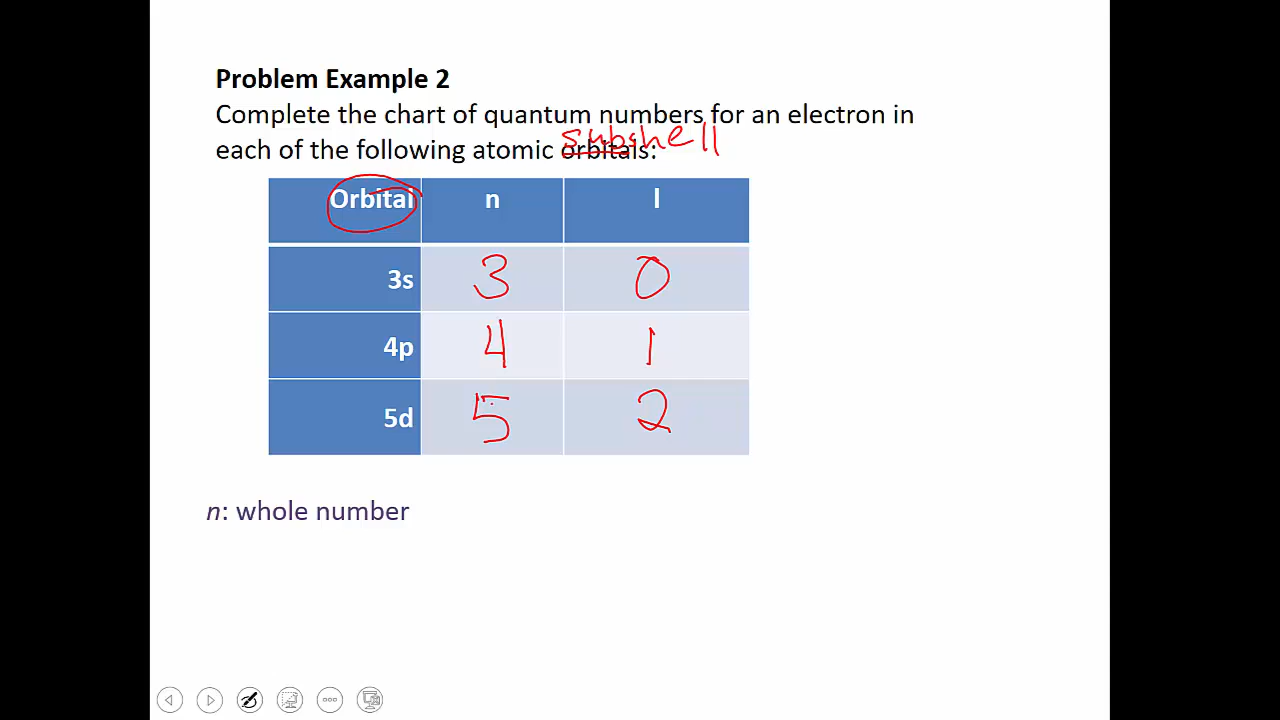 Problem Example 2
Complete the chart of quantum numbers for an electron in
subshell
each of the following atomic orbitals:
Orbital n l
3s 3 0
4p 4 1
5d 5 2
n: whole number